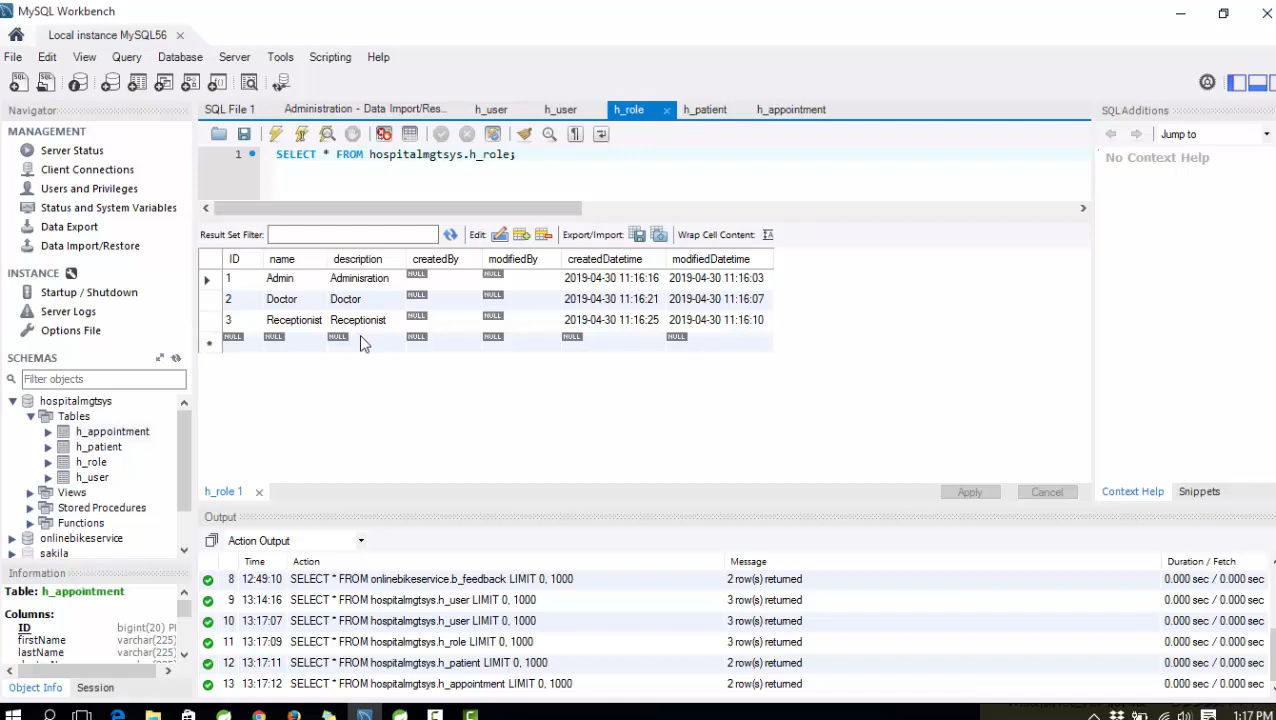 MySQL Workbench
Local instance MySQL56
File Edit View Query Database Server Tools Scripting Help
Navigator
MANAGEMENT
Server Status
Client Connections
Users and Privileges
Status and System Variables
Data Export
Data Import/Restore
INSTANCE
Startup / Shutdown
Server Logs
Options File
SCHEMAS
Filter objects
hospitalmgtsys
Tables
h_appointment
h_patient
h_role
h_user
Views
Stored Procedures
Functions
onlinebikeservice
sakila
Information
Table: h_appointment
Columns:
ID bigint(20) P
firstName varchar(225)
lastName varchar(225)
Object Info Session
SQL File 1 Administration - Data Import/Res... h_user h_user h_role h_patient h_appointment
1 SELECT * FROM hospitalmgtsys.h_role;
Result Set Filter: Edit: Export/Import: Wrap Cell Content:
ID name description createdBy modifiedBy createdDatetime modifiedDatetime
1 Admin Adminisration NULL NULL 2019-04-30 11:16:16 2019-04-30 11:16:03
2 Doctor Doctor NULL NULL 2019-04-30 11:16:21 2019-04-30 11:16:07
3 Receptionist Receptionist NULL NULL 2019-04-30 11:16:25 2019-04-30 11:16:10
NULL NULL NULL NULL NULL NULL NULL
h_role 1 Apply Cancel
SQLAdditions
Jump to
No Context Help
Context Help Snippets
Output
Action Output
Time Action Message Duration / Fetch
8 12:49:10 SELECT * FROM onlinebikeservice.b_feedback LIMIT 0, 1000 2 row(s) returned 0.000 sec / 0.000 sec
9 13:14:16 SELECT * FROM hospitalmgtsys.h_user LIMIT 0, 1000 3 row(s) returned 0.000 sec / 0.000 sec
10 13:17:07 SELECT * FROM hospitalmgtsys.h_user LIMIT 0, 1000 3 row(s) returned 0.000 sec / 0.000 sec
11 13:17:09 SELECT * FROM hospitalmgtsys.h_role LIMIT 0, 1000 3 row(s) returned 0.000 sec / 0.000 sec
12 13:17:11 SELECT * FROM hospitalmgtsys.h_patient LIMIT 0, 1000 2 row(s) returned 0.000 sec / 0.000 sec
13 13:17:12 SELECT * FROM hospitalmgtsys.h_appointment LIMIT 0, 1000 2 row(s) returned 0.000 sec / 0.000 sec
1:17 PM